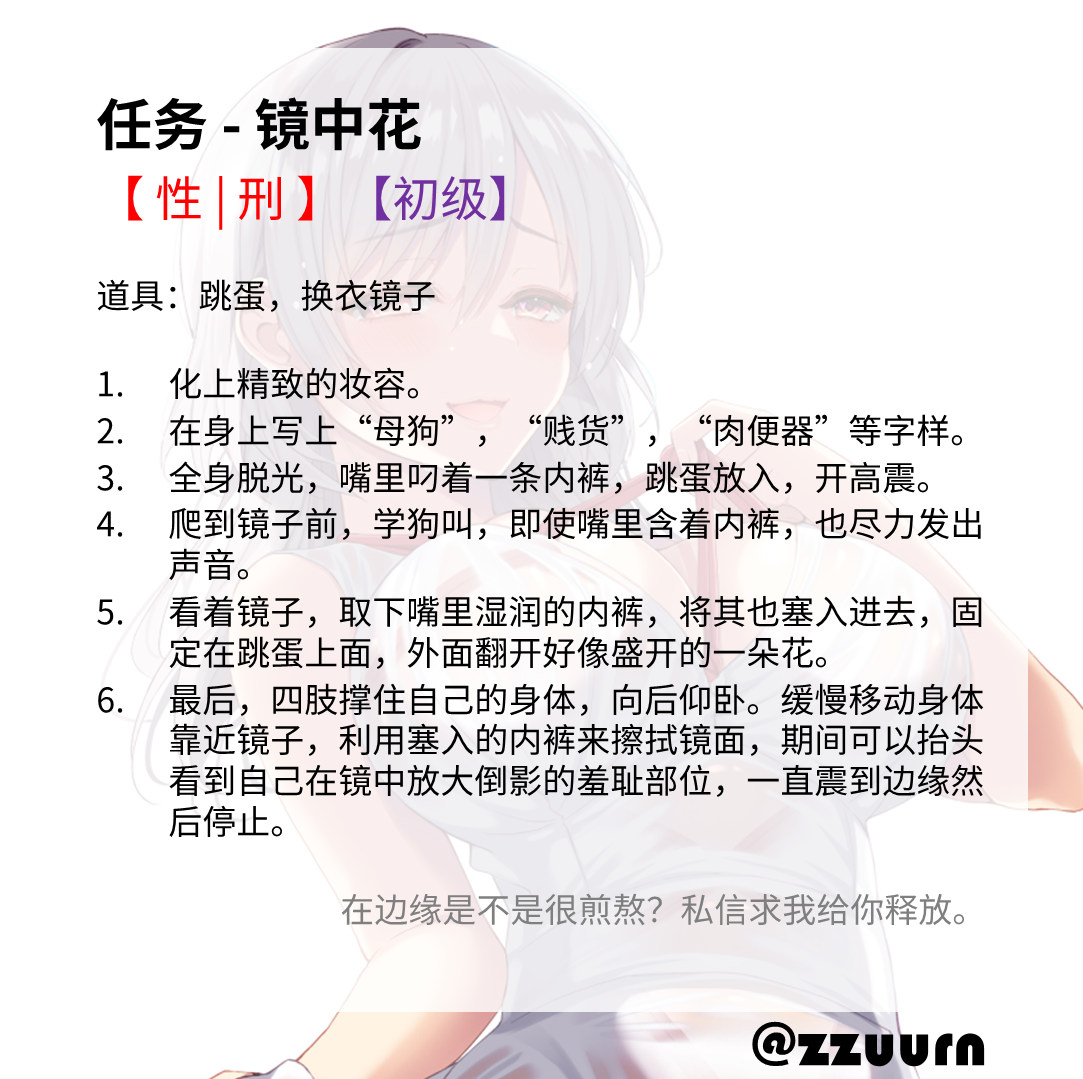 任务 - 镜中花
【 性 | 刑 】 【初级】
道具：跳蛋，换衣镜子
1. 化上精致的妆容。
2. 在身上写上“母狗”，“贱货”，“肉便器”等字样。
3. 全身脱光，嘴里叼着一条内裤，跳蛋放入，开高震。
4. 爬到镜子前，学狗叫，即使嘴里含着内裤，也尽力发出
声音。
5. 看着镜子，取下嘴里湿润的内裤，将其也塞入进去，固
定在跳蛋上面，外面翻开好像盛开的一朵花。
6. 最后，四肢撑住自己的身体，向后仰卧。缓慢移动身体
靠近镜子，利用塞入的内裤来擦拭镜面，期间可以抬头
看到自己在镜中放大倒影的羞耻部位，一直震到边缘然
后停止。
在边缘是不是很煎熬？私信求我给你释放。
@zzuurn